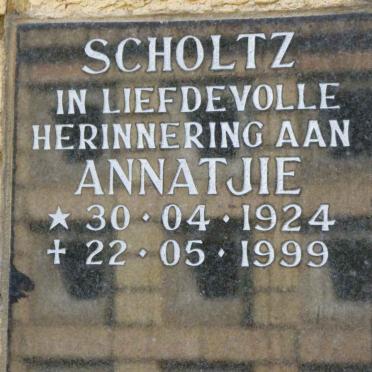 SCHOLTZ
IN LIEFDEVOLLE
HERINNERING AAN
ANNATJIE
★ 30 · 04 · 1924
✝ 22 · 05 · 1999